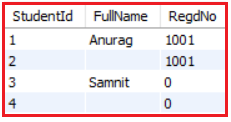 StudentId FullName RegdNo
1 Anurag 1001
2 1001
3 Samnit 0
4 0